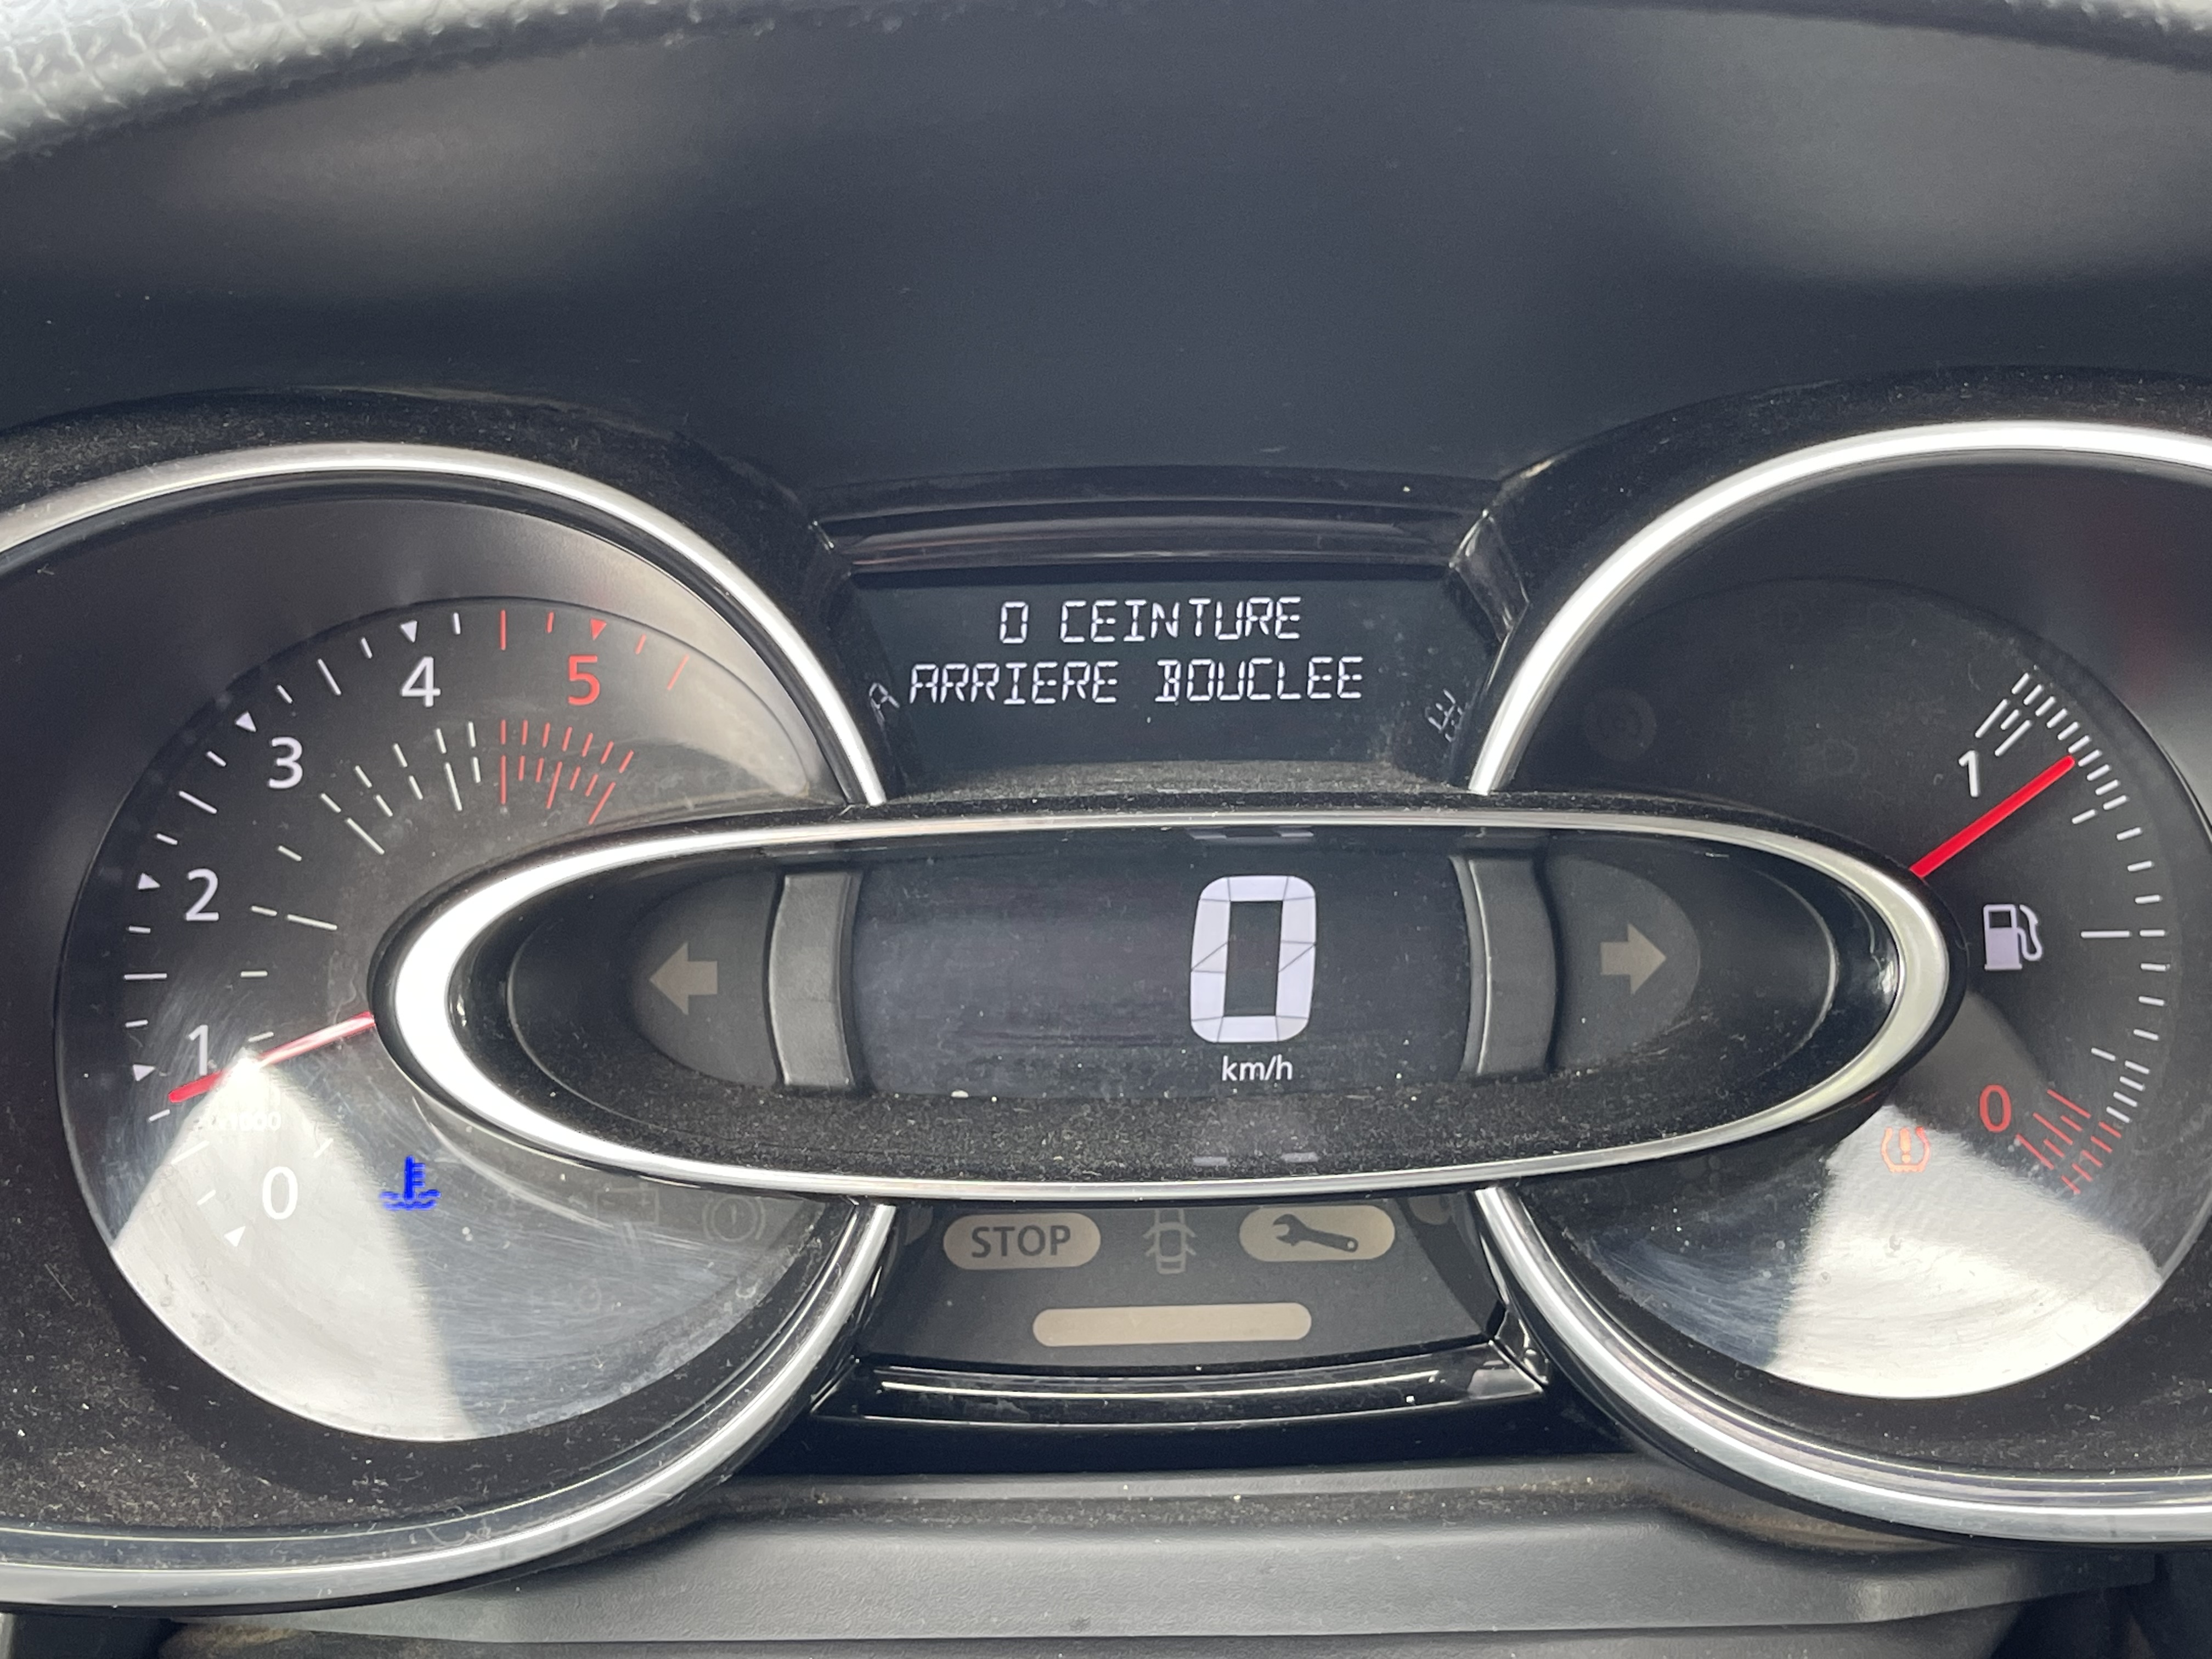 0 CEINTURE
ARRIERE BOUCLEE
5
4
3
2
1
0
1
0
0
km/h
STOP